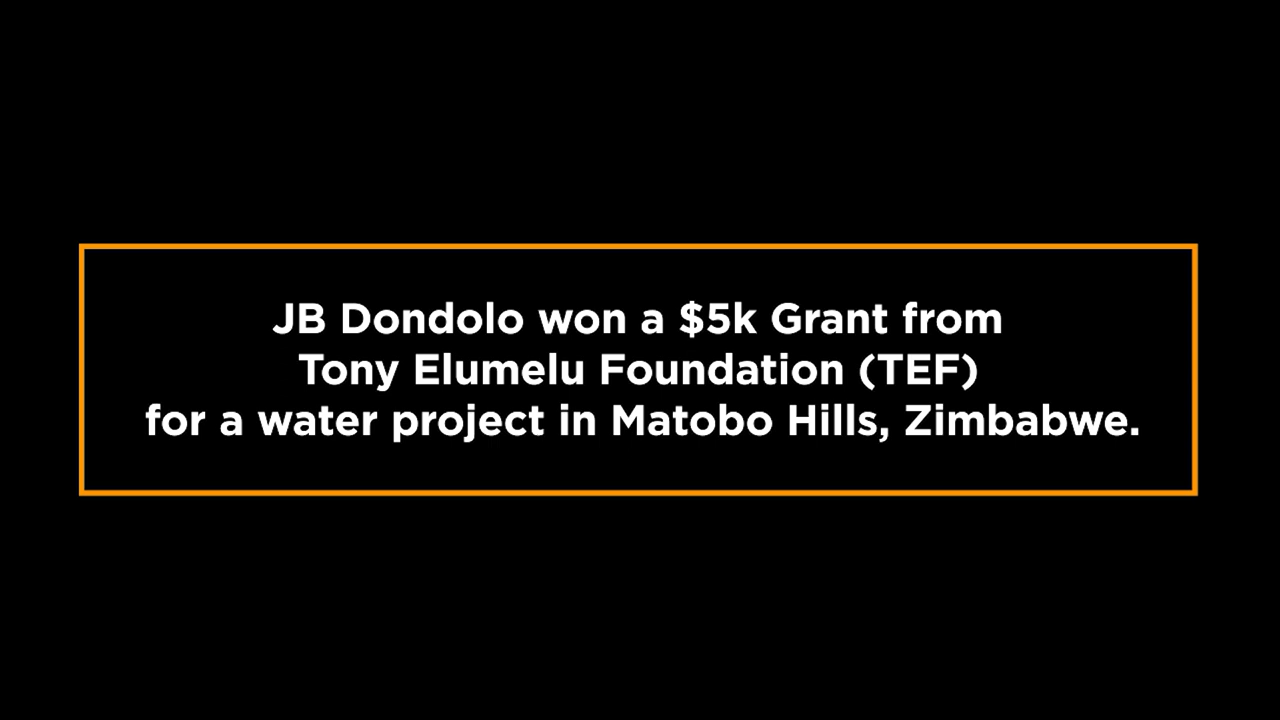 JB Dondolo won a $5k Grant from
Tony Elumelu Foundation (TEF)
for a water project in Matobo Hills, Zimbabwe.